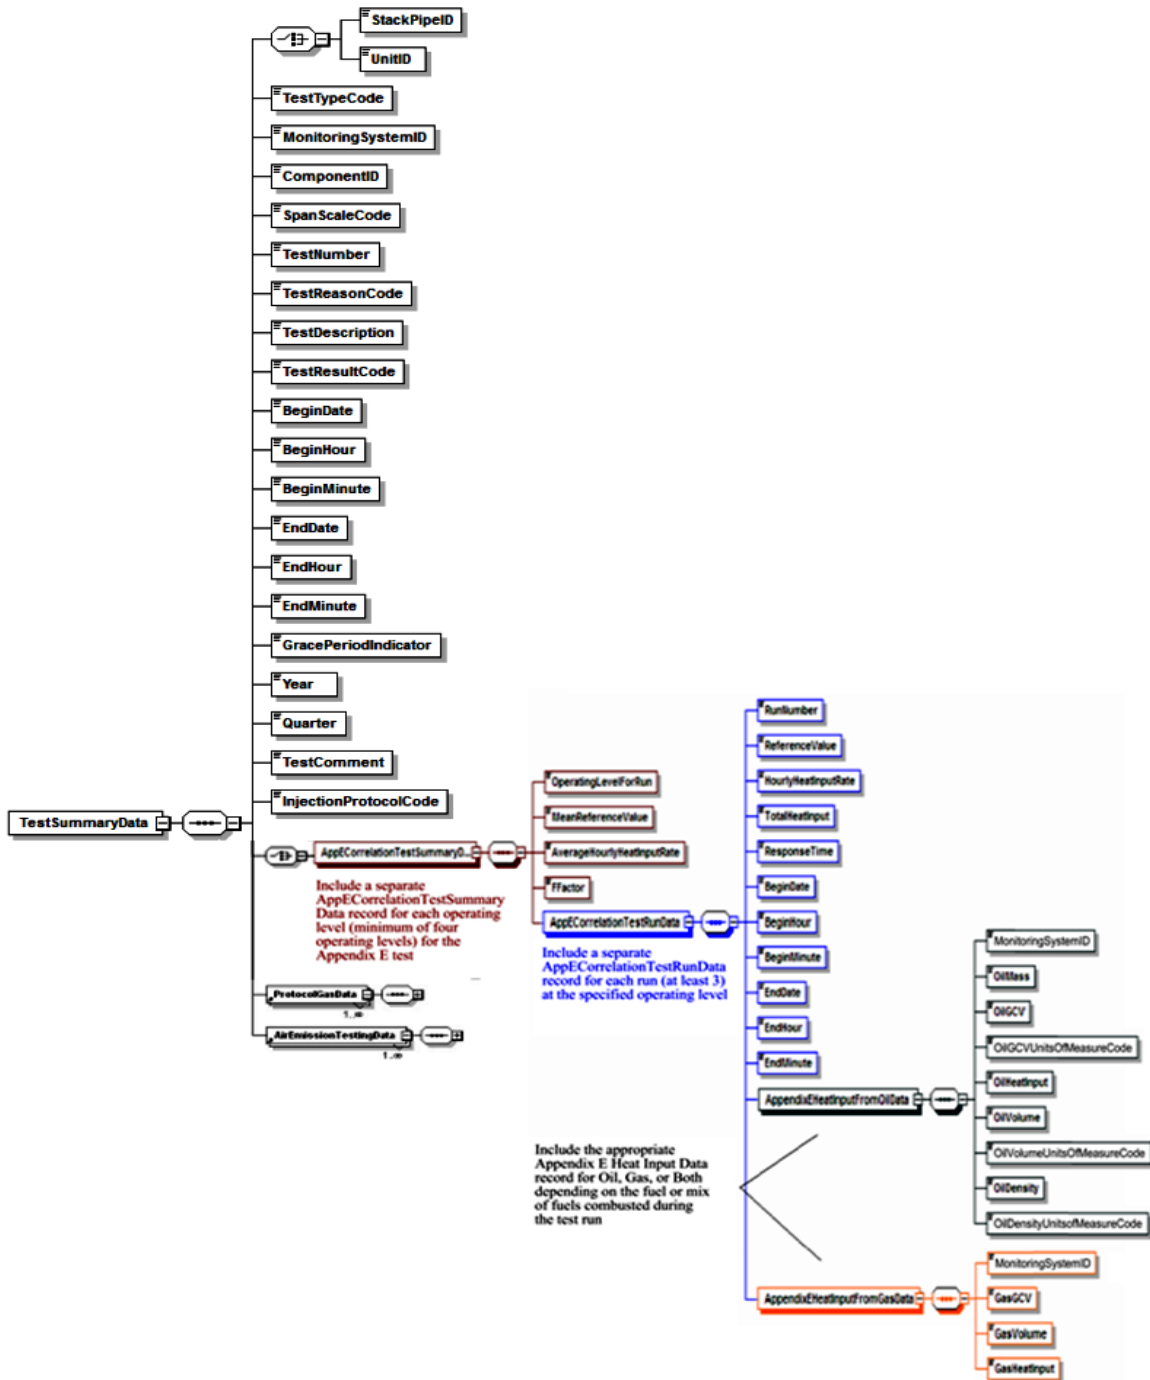 StackPipeID
UnitID
TestTypeCode
MonitoringSystemID
ComponentID
SpanScaleCode
TestNumber
TestReasonCode
TestDescription
TestResultCode
BeginDate
BeginHour
BeginMinute
EndDate
EndHour
EndMinute
GracePeriodIndicator
Year
Quarter
TestComment
InjectionProtocolCode
TestSummaryData
AppECorrelationTestSummaryD...
Include a separate
AppECorrelationTestSummary
Data record for each operating
level (minimum of four
operating levels) for the
Appendix E test
ProtocolGasData
1..∞
AirEmissionTestingData
1..∞
OperatingLevelForRun
MeanReferenceValue
AverageHourlyHeatInputRate
FFactor
AppECorrelationTestRunData
Include a separate
AppECorrelationTestRunData
record for each run (at least 3)
at the specified operating level
RunNumber
ReferenceValue
HourlyHeatInputRate
TotalHeatInput
ResponseTime
BeginDate
BeginHour
BeginMinute
EndDate
EndHour
EndMinute
AppendixEHeatInputFromOilData
Include the appropriate
Appendix E Heat Input Data
record for Oil, Gas, or Both
depending on the fuel or mix
of fuels combusted during
the test run
AppendixEHeatInputFromGasData
MonitoringSystemID
OilMass
OilGCV
OilGCVUnitsOfMeasureCode
OilHeatInput
OilVolume
OilVolumeUnitsOfMeasureCode
OilDensity
OilDensityUnitsofMeasureCode
MonitoringSystemID
GasGCV
GasVolume
GasHeatInput